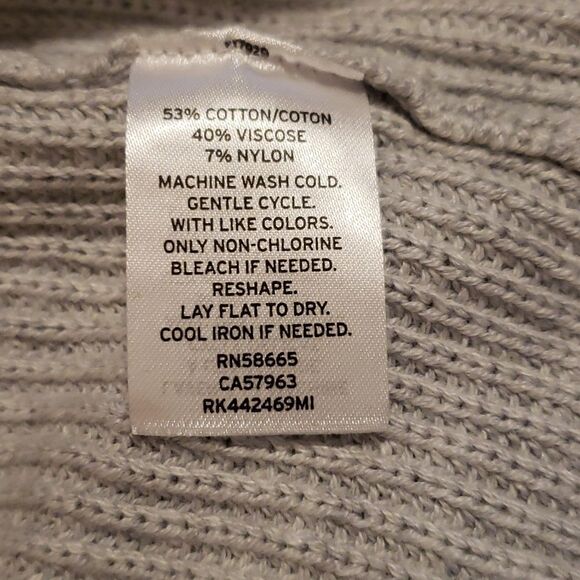 53% COTTON/COTON
40% VISCOSE
7% NYLON
MACHINE WASH COLD.
GENTLE CYCLE.
WITH LIKE COLORS.
ONLY NON-CHLORINE
BLEACH IF NEEDED.
RESHAPE.
LAY FLAT TO DRY.
COOL IRON IF NEEDED.
RN58665
CA57963
RK442469MI